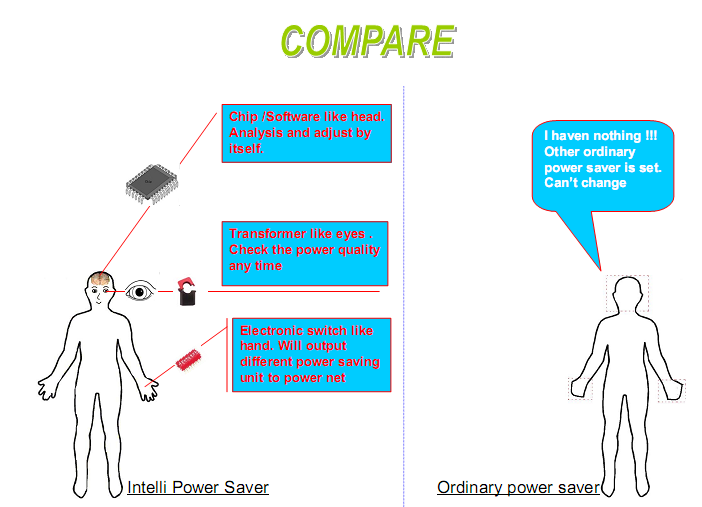 COMPARE
Chip /Software like head.
Analysis and adjust by
itself.
Transformer like eyes .
Check the power quality
any time
Electronic switch like
hand. Will output
different power saving
unit to power net
Intelli Power Saver
I haven nothing !!!
Other ordinary
power saver is set.
Can't change
Ordinary power saver